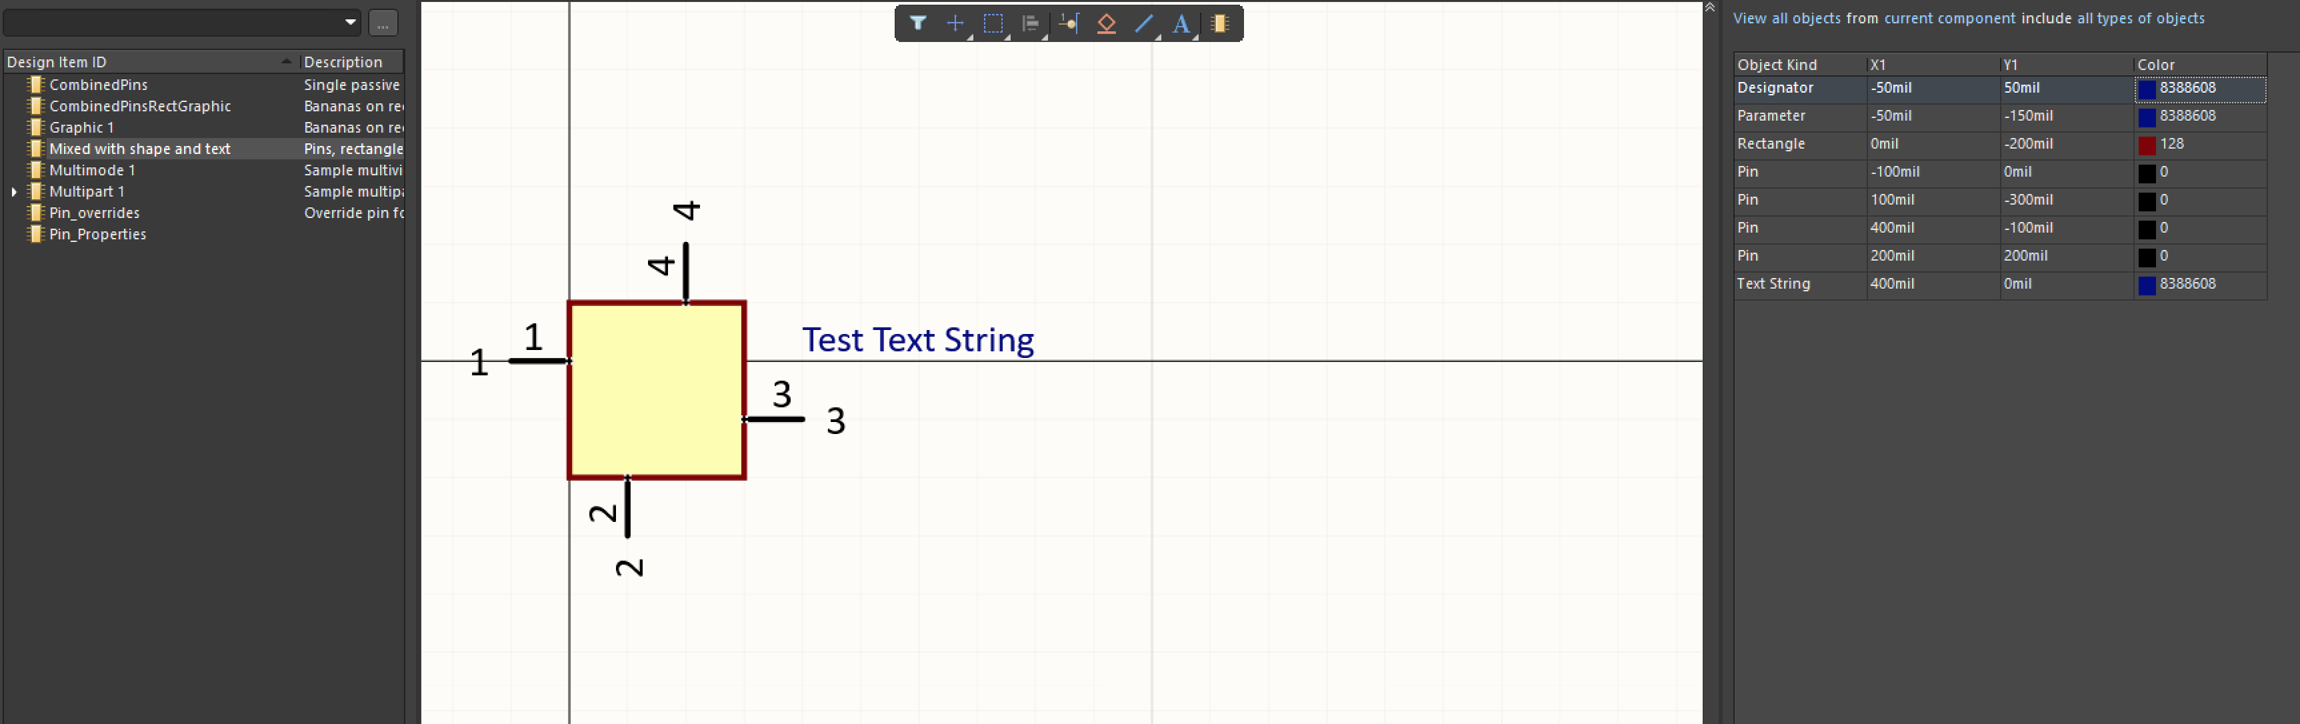 ...
Design Item ID Description
CombinedPins Single passive
CombinedPinsRectGraphic Bananas on re
Graphic 1 Bananas on re
Mixed with shape and text Pins, rectangle
Multimode 1 Sample multivi
Multipart 1 Sample multip
Pin_overrides Override pin fo
Pin_Properties
A
4
4
1
1
Test Text String
3
3
2
2
View all objects from current component include all types of objects
Object Kind X1 Y1 Color
Designator -50mil 50mil 8388608
Parameter -50mil -150mil 8388608
Rectangle 0mil -200mil 128
Pin -100mil 0mil 0
Pin 100mil -300mil 0
Pin 400mil -100mil 0
Pin 200mil 200mil 0
Text String 400mil 0mil 8388608